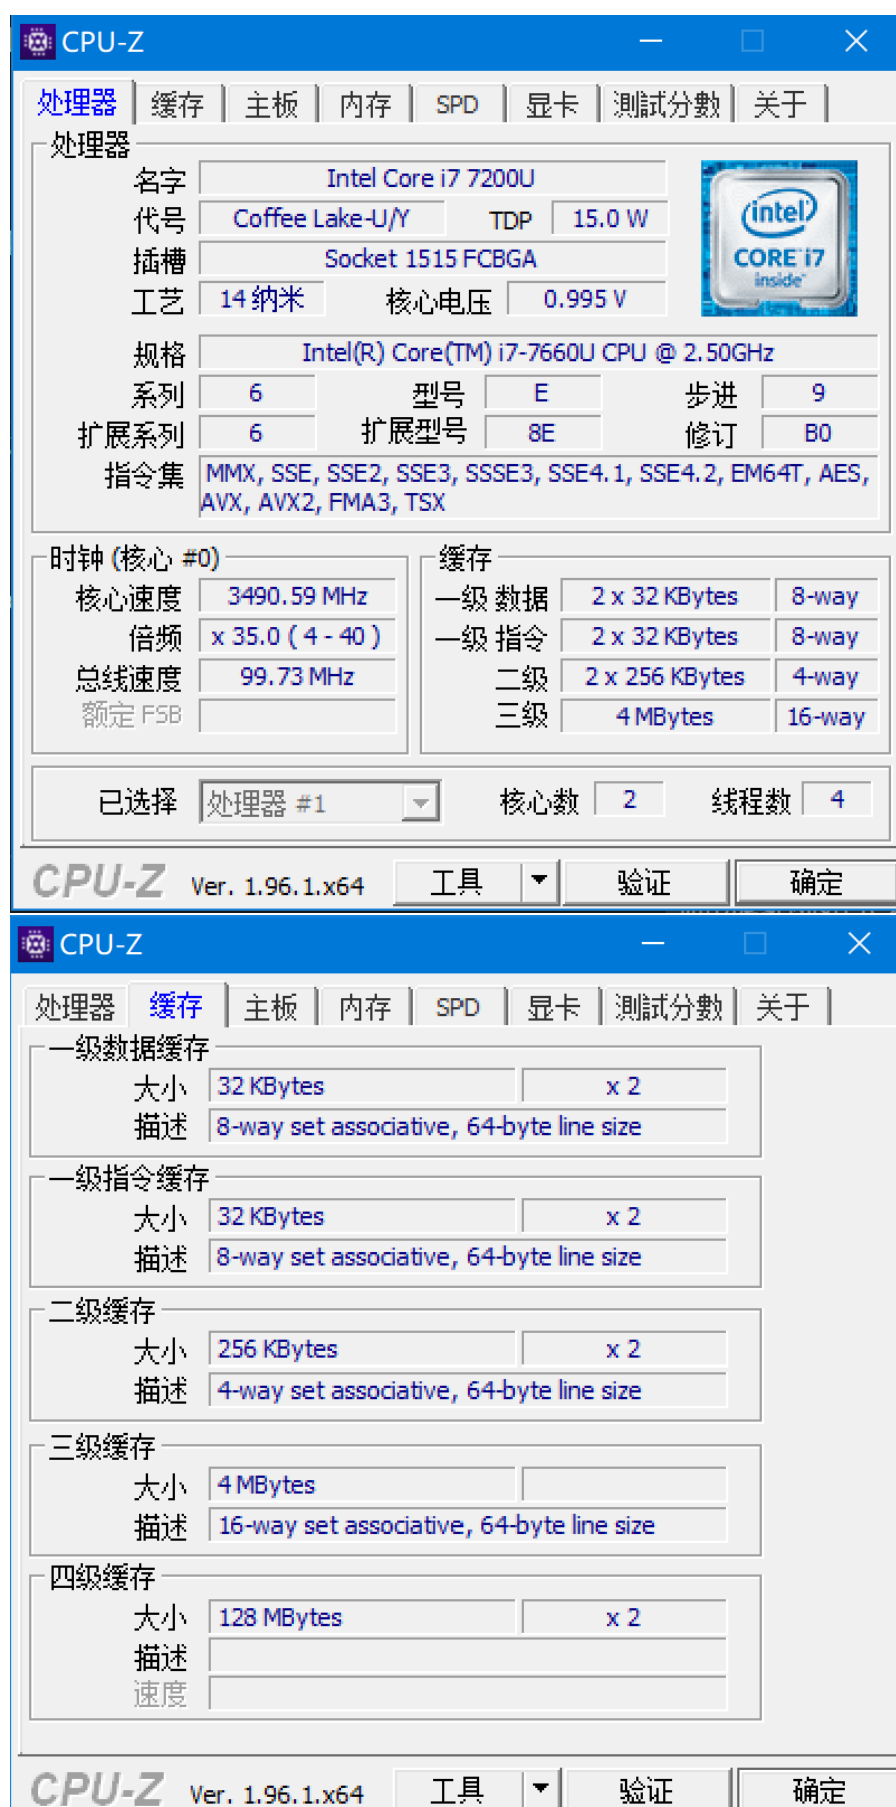 CPU-Z
处理器 缓存 主板 内存 SPD 显卡 測試分數 关于
处理器
名字 Intel Core i7 7200U
代号 Coffee Lake-U/Y TDP 15.0 W
插槽 Socket 1515 FCBGA
工艺 14 纳米 核心电压 0.995 V
intel CORE i7 inside
规格 Intel(R) Core(TM) i7-7660U CPU @ 2.50GHz
系列 6 型号 E 步进 9
扩展系列 6 扩展型号 8E 修订 B0
指令集 MMX, SSE, SSE2, SSE3, SSSE3, SSE4.1, SSE4.2, EM64T, AES,
AVX, AVX2, FMA3, TSX
时钟 (核心 #0) 缓存
核心速度 3490.59 MHz 一级 数据 2 x 32 KBytes 8-way
倍频 x 35.0 ( 4 - 40 ) 一级 指令 2 x 32 KBytes 8-way
总线速度 99.73 MHz 二级 2 x 256 KBytes 4-way
额定 FSB 三级 4 MBytes 16-way
已选择 处理器 #1 核心数 2 线程数 4
CPU-Z Ver. 1.96.1.x64 工具 验证 确定
CPU-Z
处理器 缓存 主板 内存 SPD 显卡 測試分數 关于
一级数据缓存
大小 32 KBytes x 2
描述 8-way set associative, 64-byte line size
一级指令缓存
大小 32 KBytes x 2
描述 8-way set associative, 64-byte line size
二级缓存
大小 256 KBytes x 2
描述 4-way set associative, 64-byte line size
三级缓存
大小 4 MBytes
描述 16-way set associative, 64-byte line size
四级缓存
大小 128 MBytes x 2
描述
速度
CPU-Z Ver. 1.96.1.x64 工具 验证 确定